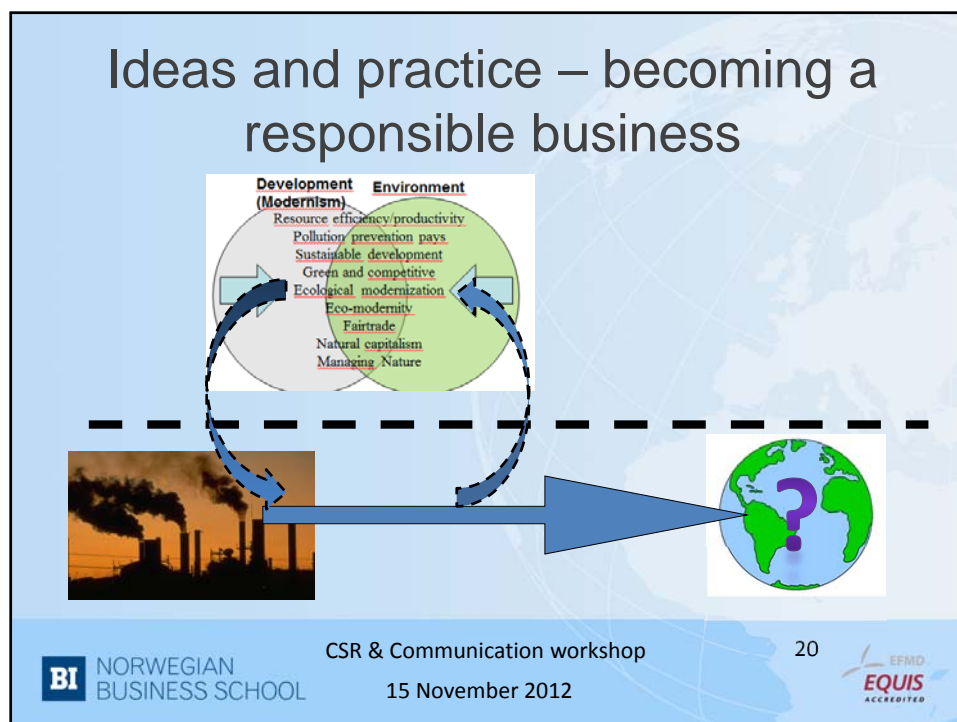 Ideas and practice – becoming a
responsible business
Development
(Modernism)
Environment
Resource efficiency/productivity
Pollution prevention pays
Sustainable development
Green and competitive
Ecological modernization
Eco-modernity
Fairtrade
Natural capitalism
Managing Nature
?
BI NORWEGIAN
BUSINESS SCHOOL
CSR & Communication workshop
15 November 2012
20
EFMD
EQUIS
ACCREDITED